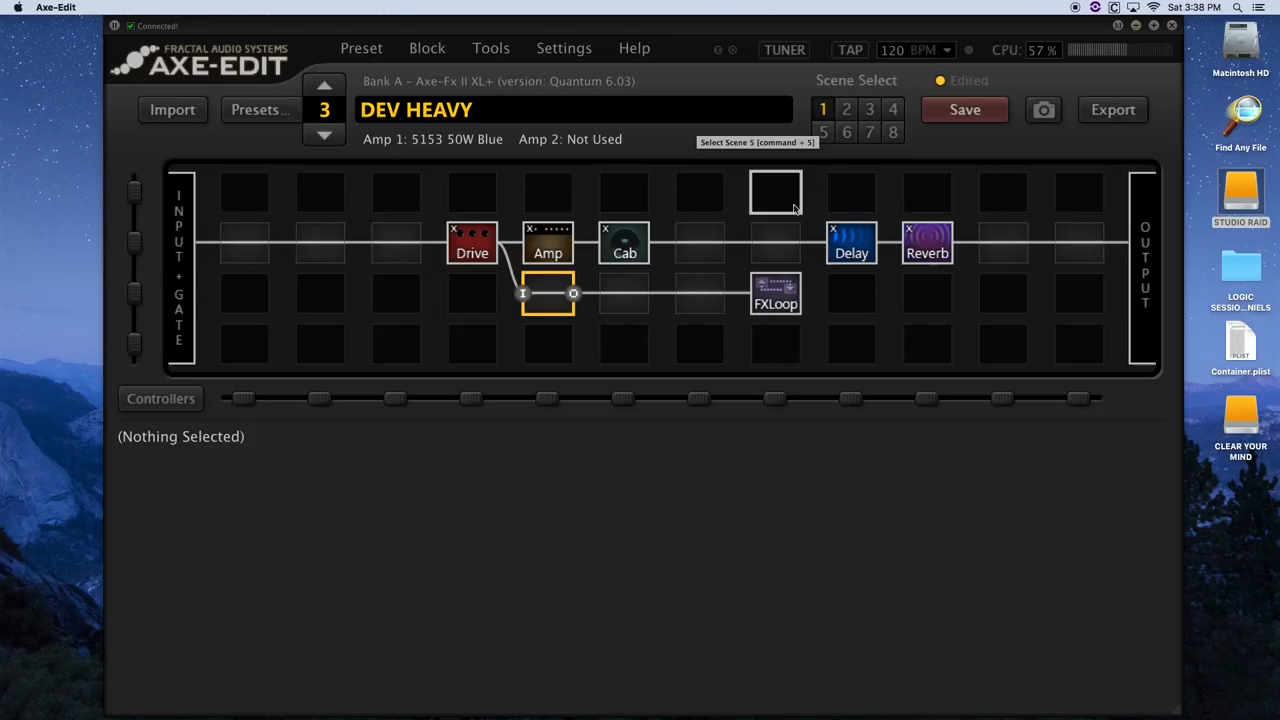 Axe-Edit
Sat 3:38 PM
Connected!
FRACTAL AUDIO SYSTEMS
AXE-EDIT
Preset Block Tools Settings Help
TUNER TAP 120 BPM CPU: 57 %
Bank A - Axe-Fx II XL+ (version: Quantum 6.03)
Scene Select
Edited
Import Presets... 3 DEV HEAVY
1 2 3 4
5 6 7 8
Save Export
Amp 1: 5153 50W Blue Amp 2: Not Used
Select Scene 5 [command + 5]
INPUT + GATE
X Drive
X Amp
X Cab
X Delay
X Reverb
I O
FXLoop
OUTPUT
Controllers
(Nothing Selected)
Macintosh HD
Find Any File
STUDIO RAID
LOGIC
SESSIO...NIELS
PLIST
Container.plist
CLEAR YOUR
MIND